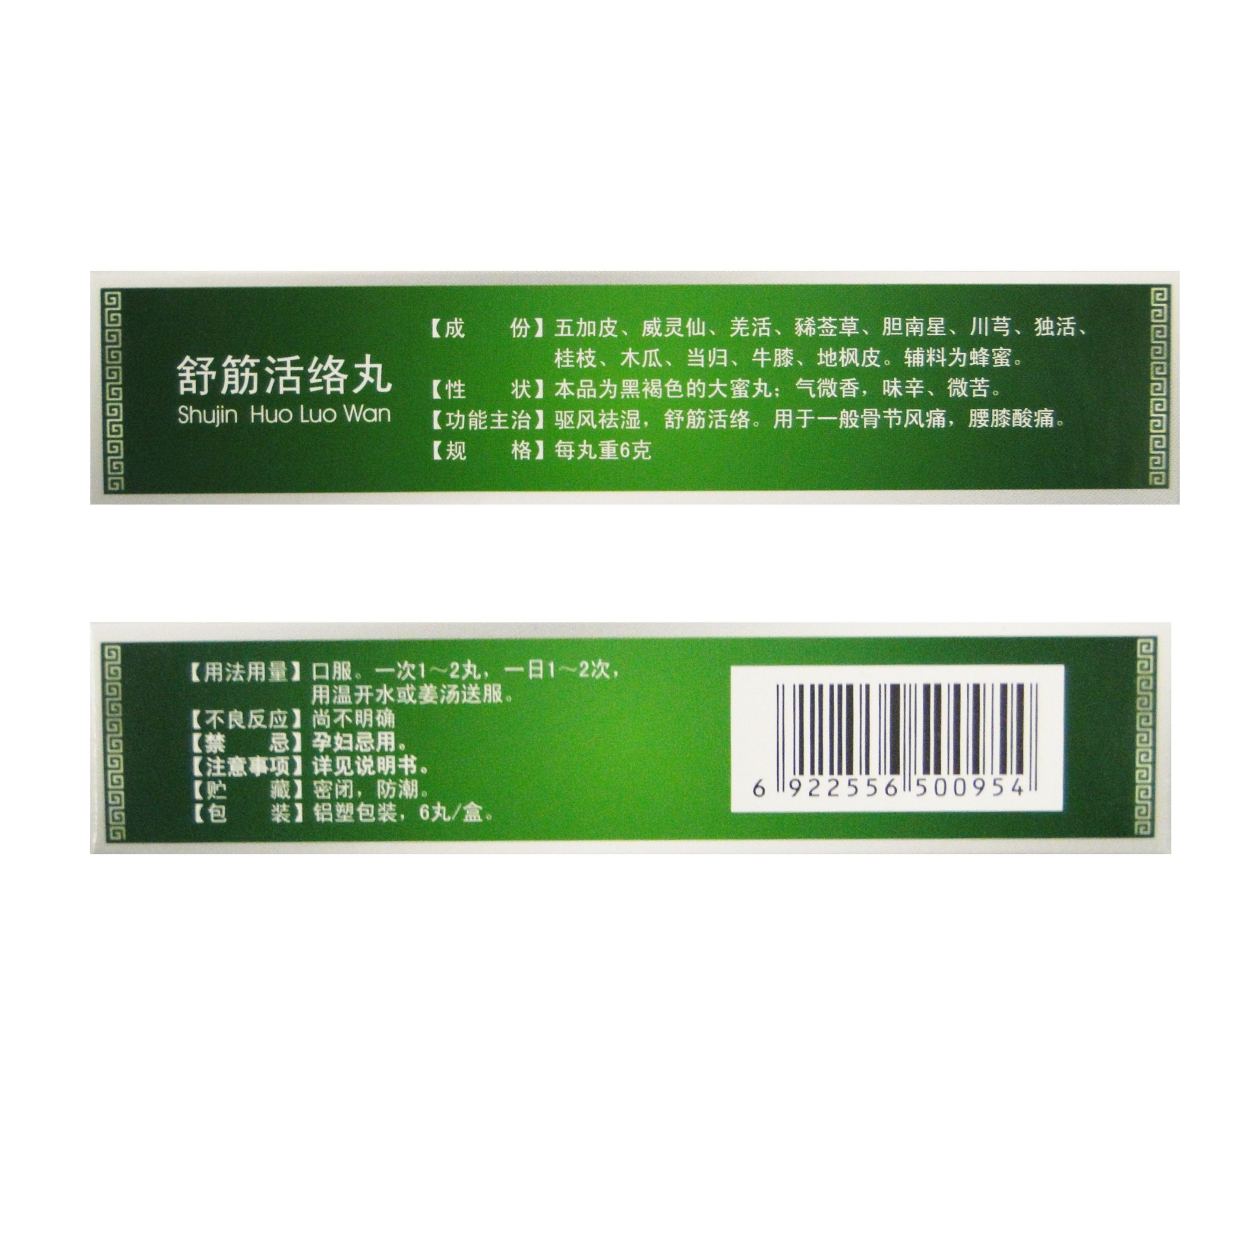 舒筋活络丸
Shujin Huo Luo Wan
【成 份】五加皮、威灵仙、羌活、豨莶草、胆南星、川芎、独活、
桂枝、木瓜、当归、牛膝、地枫皮。辅料为蜂蜜。
【性 状】本品为黑褐色的大蜜丸；气微香，味辛、微苦。
【功能主治】驱风祛湿，舒筋活络。用于一般骨节风痛，腰膝酸痛。
【规 格】每丸重6克
【用法用量】口服。一次1～2丸，一日1～2次，
用温开水或姜汤送服。
【不良反应】尚不明确
【禁 忌】孕妇忌用。
【注意事项】详见说明书。
【贮 藏】密闭，防潮。
【包 装】铝塑包装，6丸/盒。
6 922556 500954